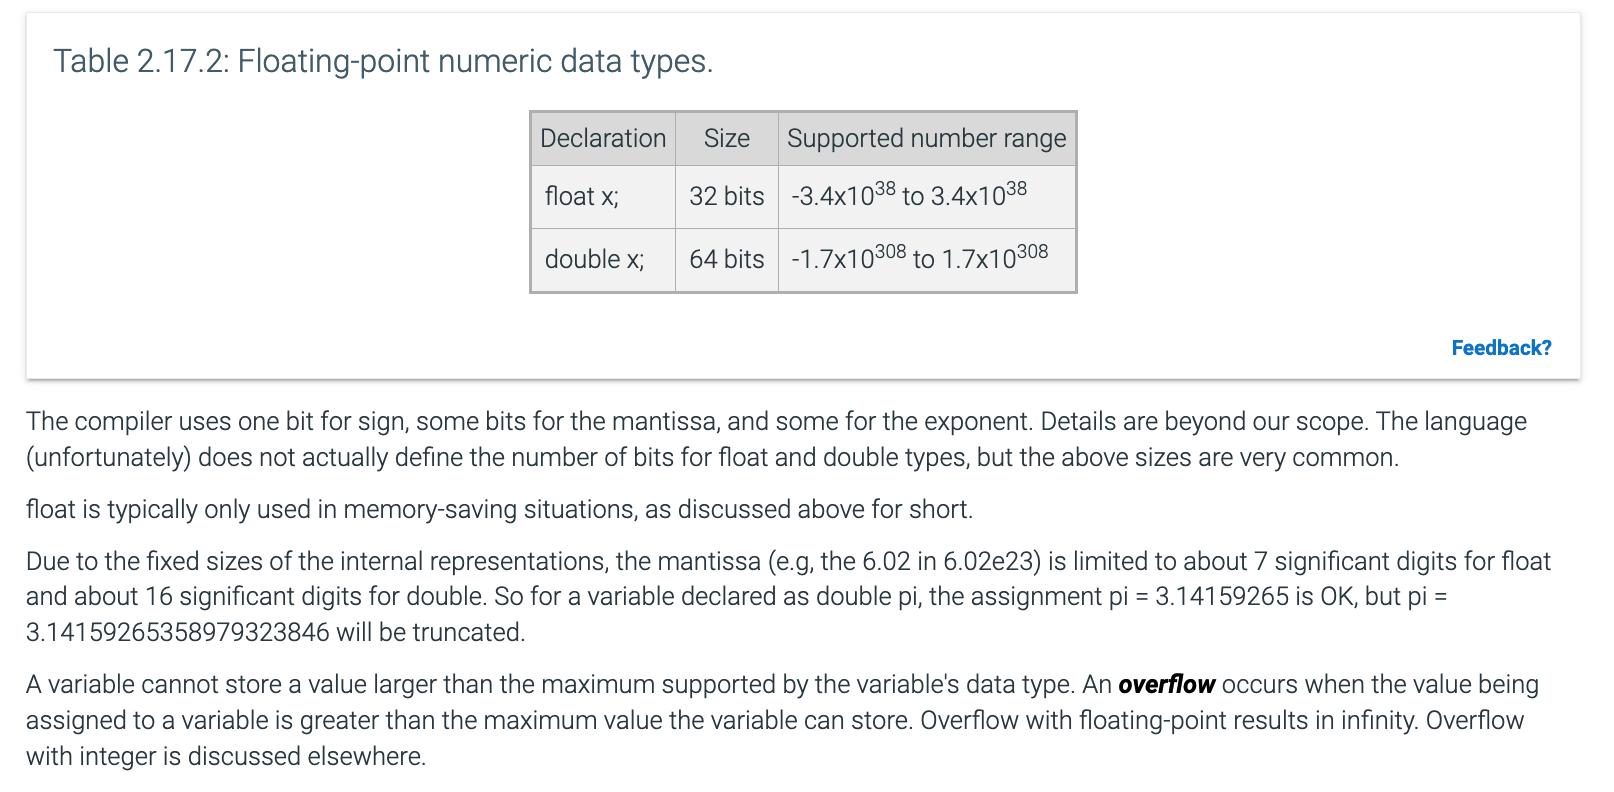 Table 2.17.2: Floating-point numeric data types.
Declaration Size Supported number range
float x; 32 bits -3.4x10³⁸ to 3.4x10³⁸
double x; 64 bits -1.7x10³⁰⁸ to 1.7x10³⁰⁸
Feedback?
The compiler uses one bit for sign, some bits for the mantissa, and some for the exponent. Details are beyond our scope. The language
(unfortunately) does not actually define the number of bits for float and double types, but the above sizes are very common.
float is typically only used in memory-saving situations, as discussed above for short.
Due to the fixed sizes of the internal representations, the mantissa (e.g, the 6.02 in 6.02e23) is limited to about 7 significant digits for float
and about 16 significant digits for double. So for a variable declared as double pi, the assignment pi = 3.14159265 is OK, but pi =
3.14159265358979323846 will be truncated.
A variable cannot store a value larger than the maximum supported by the variable's data type. An overflow occurs when the value being
assigned to a variable is greater than the maximum value the variable can store. Overflow with floating-point results in infinity. Overflow
with integer is discussed elsewhere.